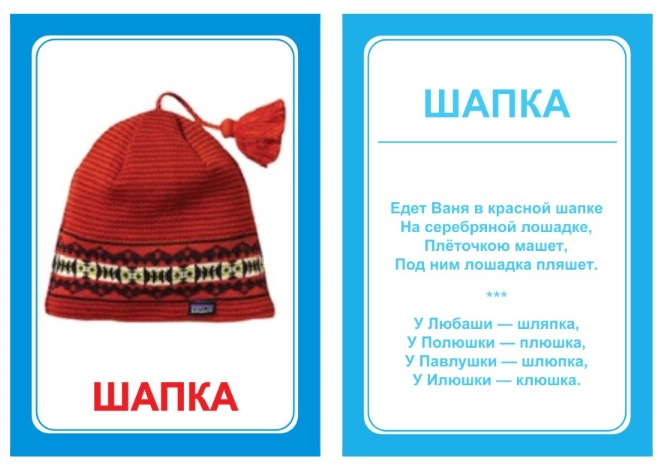 ШАПКА
ШАПКА
Едет Ваня в красной шапке
На серебряной лошадке,
Плёточкою машет,
Под ним лошадка пляшет.
***
У Любаши — шляпка,
У Полюшки — плюшка,
У Павлушки — шлюпка,
У Илюшки — клюшка.